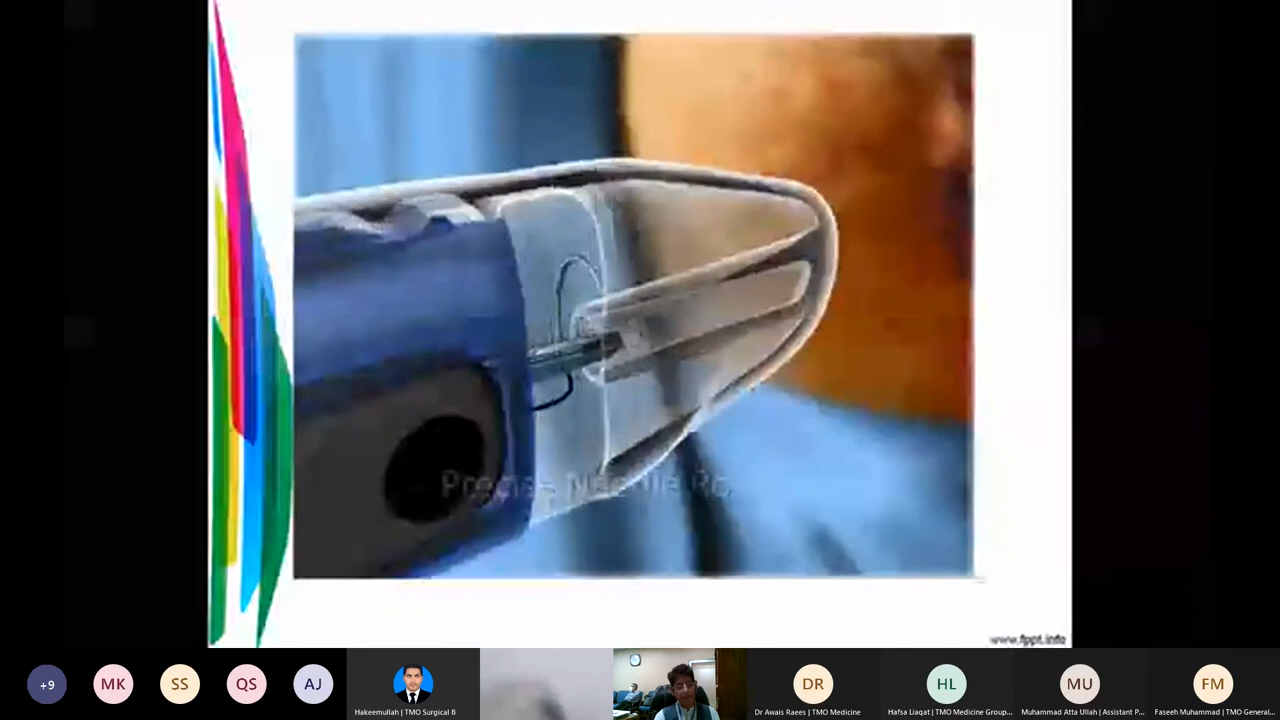 www.fppt.info
+9
MK
SS
QS
AJ
Hakeemullah | TMO Surgical B
DR
Dr Awais Raees | TMO Medicine
HL
Hafsa Liaqat | TMO Medicine Group...
MU
Muhammad Atta Ullah | Assistant P...
FM
Faseeh Muhammad | TMO General...